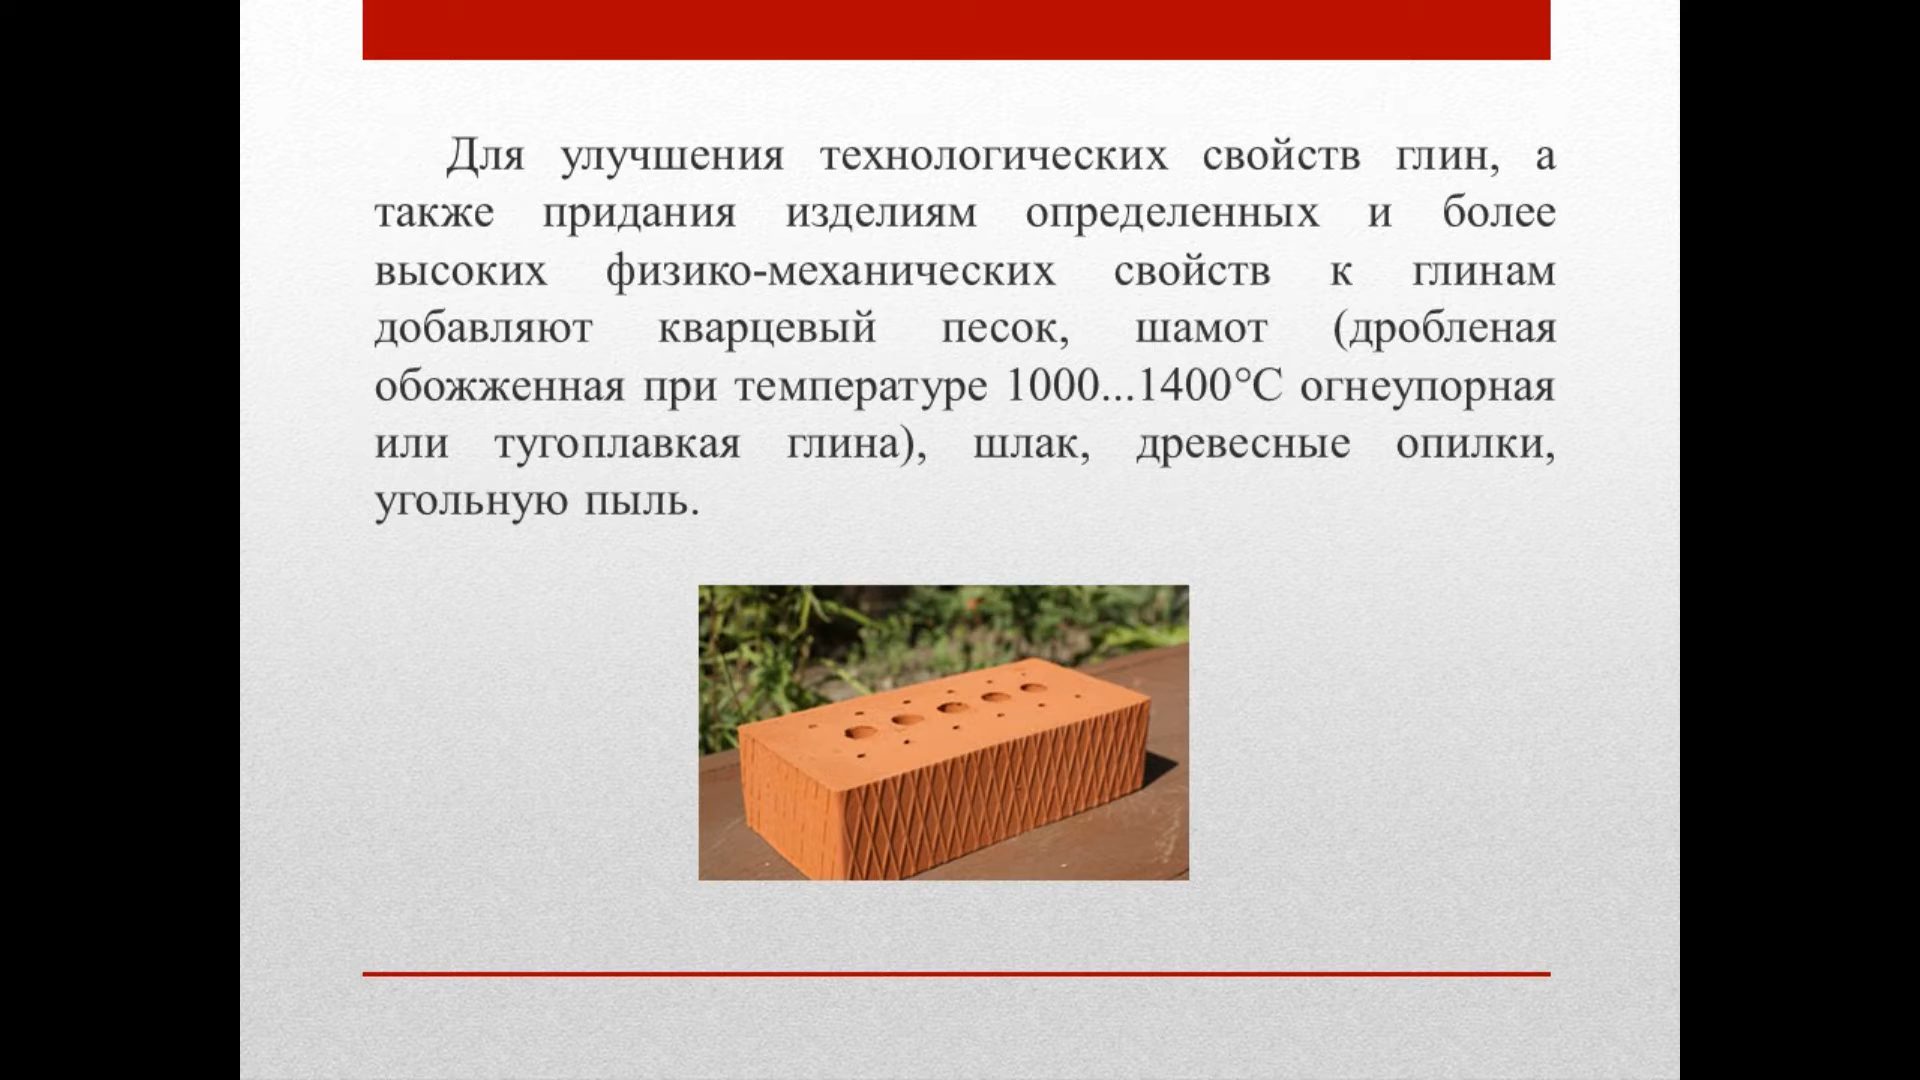 Для улучшения технологических свойств глин, а
также придания изделиям определенных и более
высоких физико-механических свойств к глинам
добавляют кварцевый песок, шамот (дробленая
обожженная при температуре 1000...1400°С огнеупорная
или тугоплавкая глина), шлак, древесные опилки,
угольную пыль.